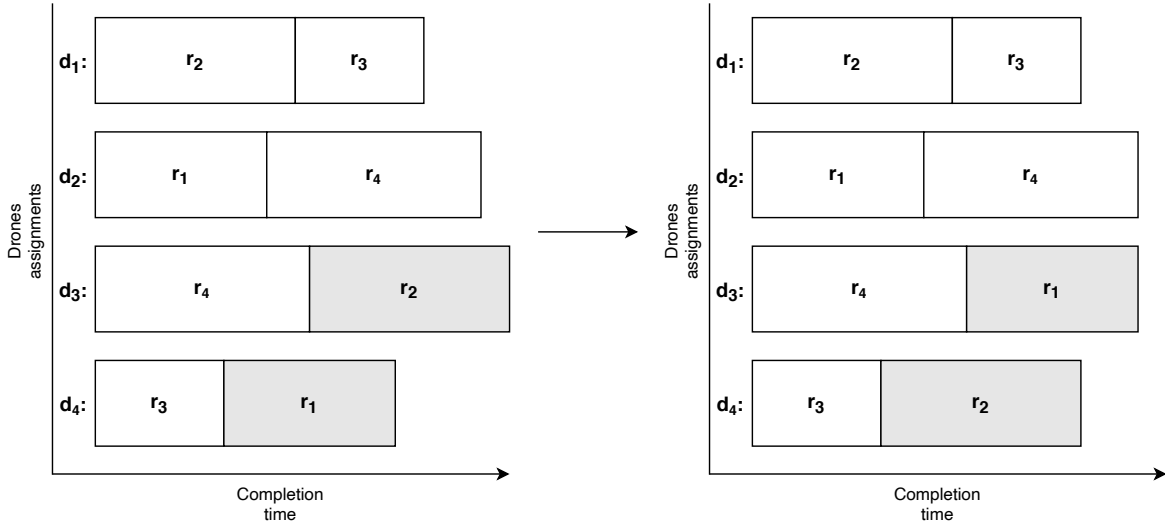 d₁: r₂ r₃
d₂: r₁ r₄
d₃: r₄ r₂
d₄: r₃ r₁
Drones
assignments
Completion
time
d₁: r₂ r₃
d₂: r₁ r₄
d₃: r₄ r₁
d₄: r₃ r₂
Drones
assignments
Completion
time